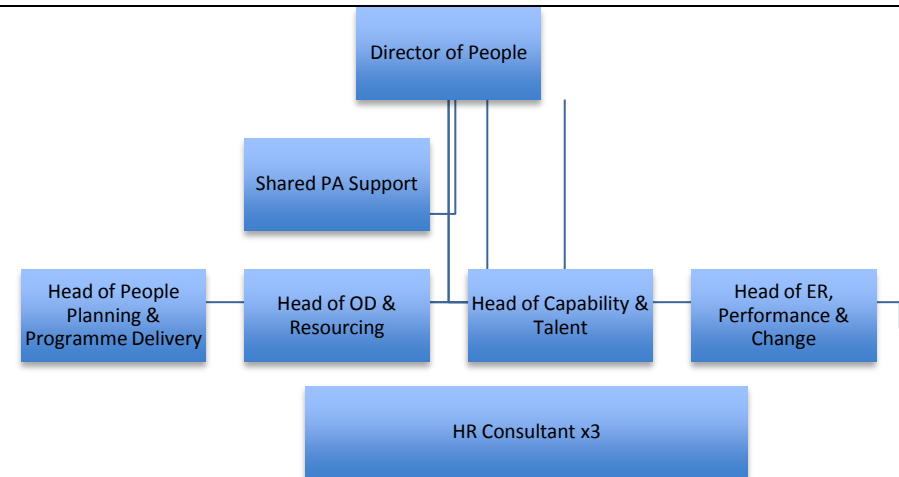 Director of People
Shared PA Support
Head of People
Planning &
Programme Delivery
Head of OD &
Resourcing
Head of Capability &
Talent
Head of ER,
Performance &
Change
HR Consultant x3